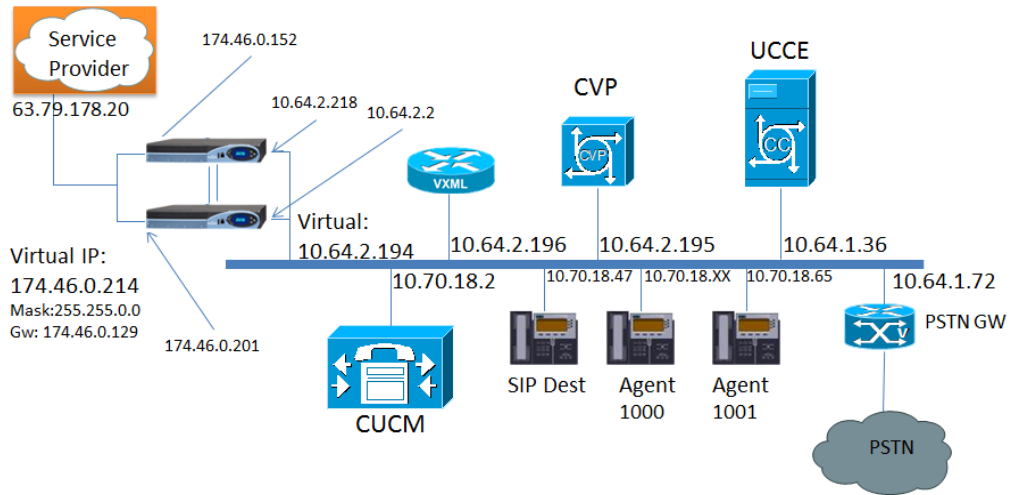 Service
Provider
63.79.178.20
174.46.0.152
10.64.2.218
10.64.2.2
VXML
CVP
CVP
UCCE
CC
Virtual:
10.64.2.194
10.64.2.196
10.64.2.195
10.64.1.36
Virtual IP:
174.46.0.214
Mask:255.255.0.0
Gw: 174.46.0.129
174.46.0.201
10.70.18.2
10.70.18.47
10.70.18.XX
10.70.18.65
10.64.1.72
V
PSTN GW
CUCM
SIP Dest
Agent
1000
Agent
1001
PSTN